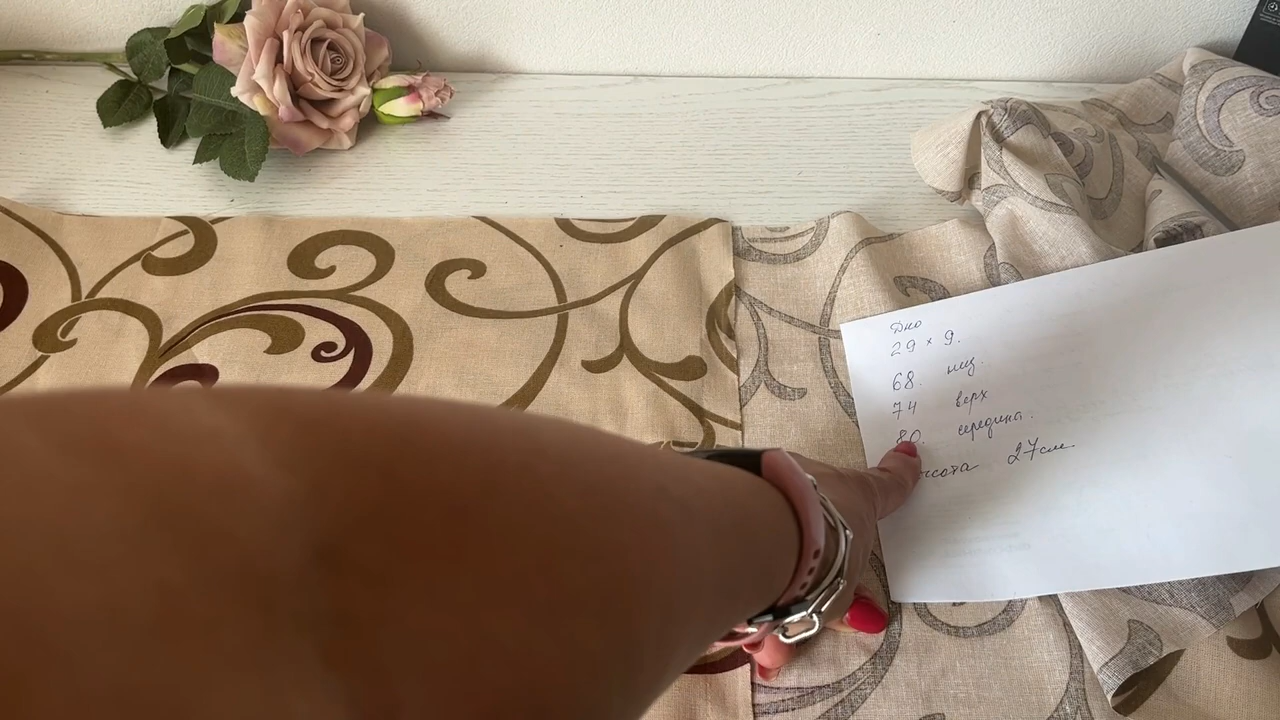 Дно
29 × 9.
68. низ.
74 верх
80. середина.
27см